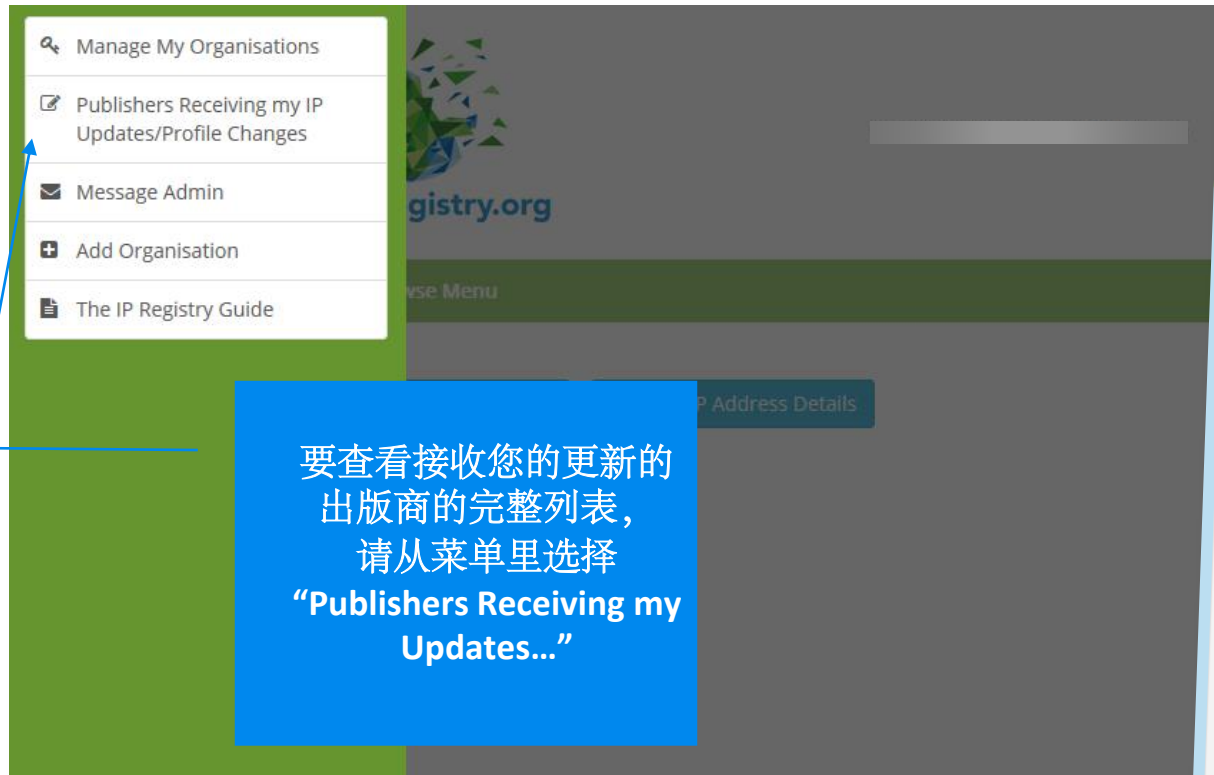 Manage My Organisations
Publishers Receiving my IP
Updates/Profile Changes
Message Admin
Add Organisation
The IP Registry Guide
gistry.org
wse Menu
P Address Details
要查看接收您的更新的
出版商的完整列表，
请从菜单里选择
“Publishers Receiving my
Updates…”